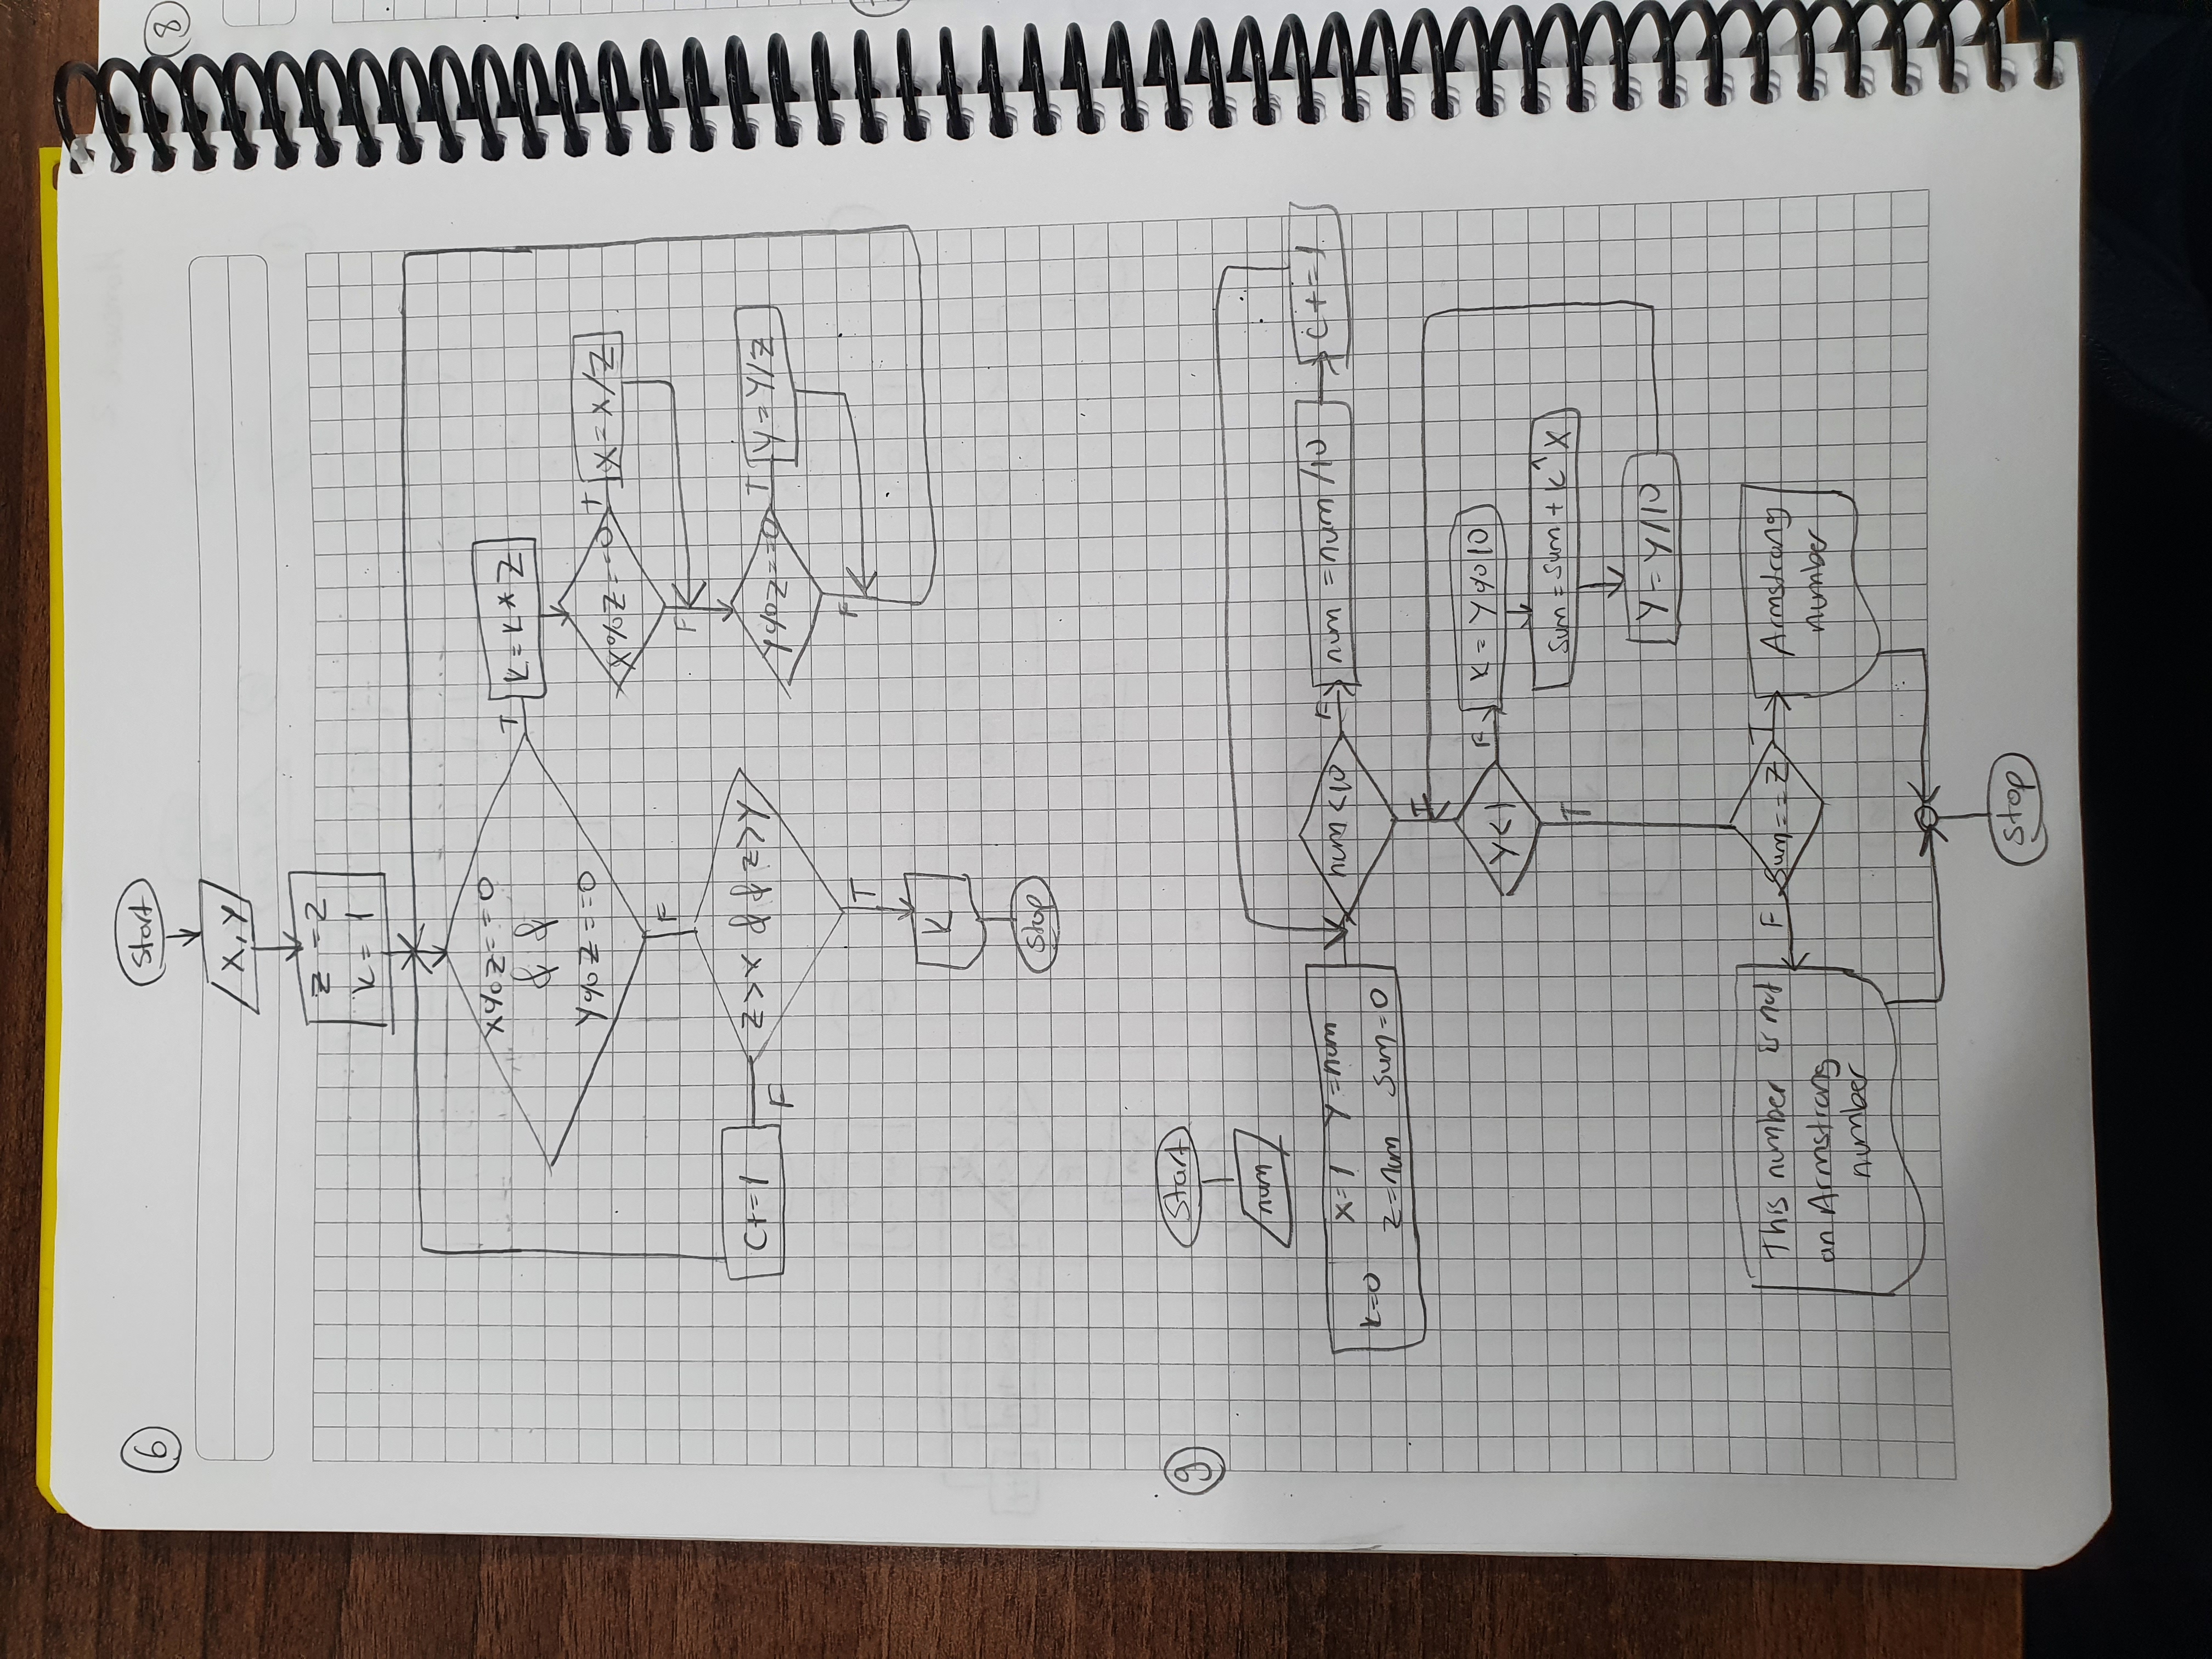 6
Start
X, Y
z = 2
k = 1
X%Z==0
&&
Y%Z==0
T
K=K*Z
X%Z==0
T
X=X/Z
F
F
Y%Z==0
T
Y=Y/Z
F
C+=1
F
T
K
Stop
8
9
Start
num
k=0
X=1 Y=num
Z=num Sum=0
num<10
F
num=num/10
C+=1
T
Y<1
F
K=Y%10
Sum=Sum+K^X
Y=Y/10
T
Sum==Z
F
T
This number is not
an Armstrong
number
Armstrong
number
Stop